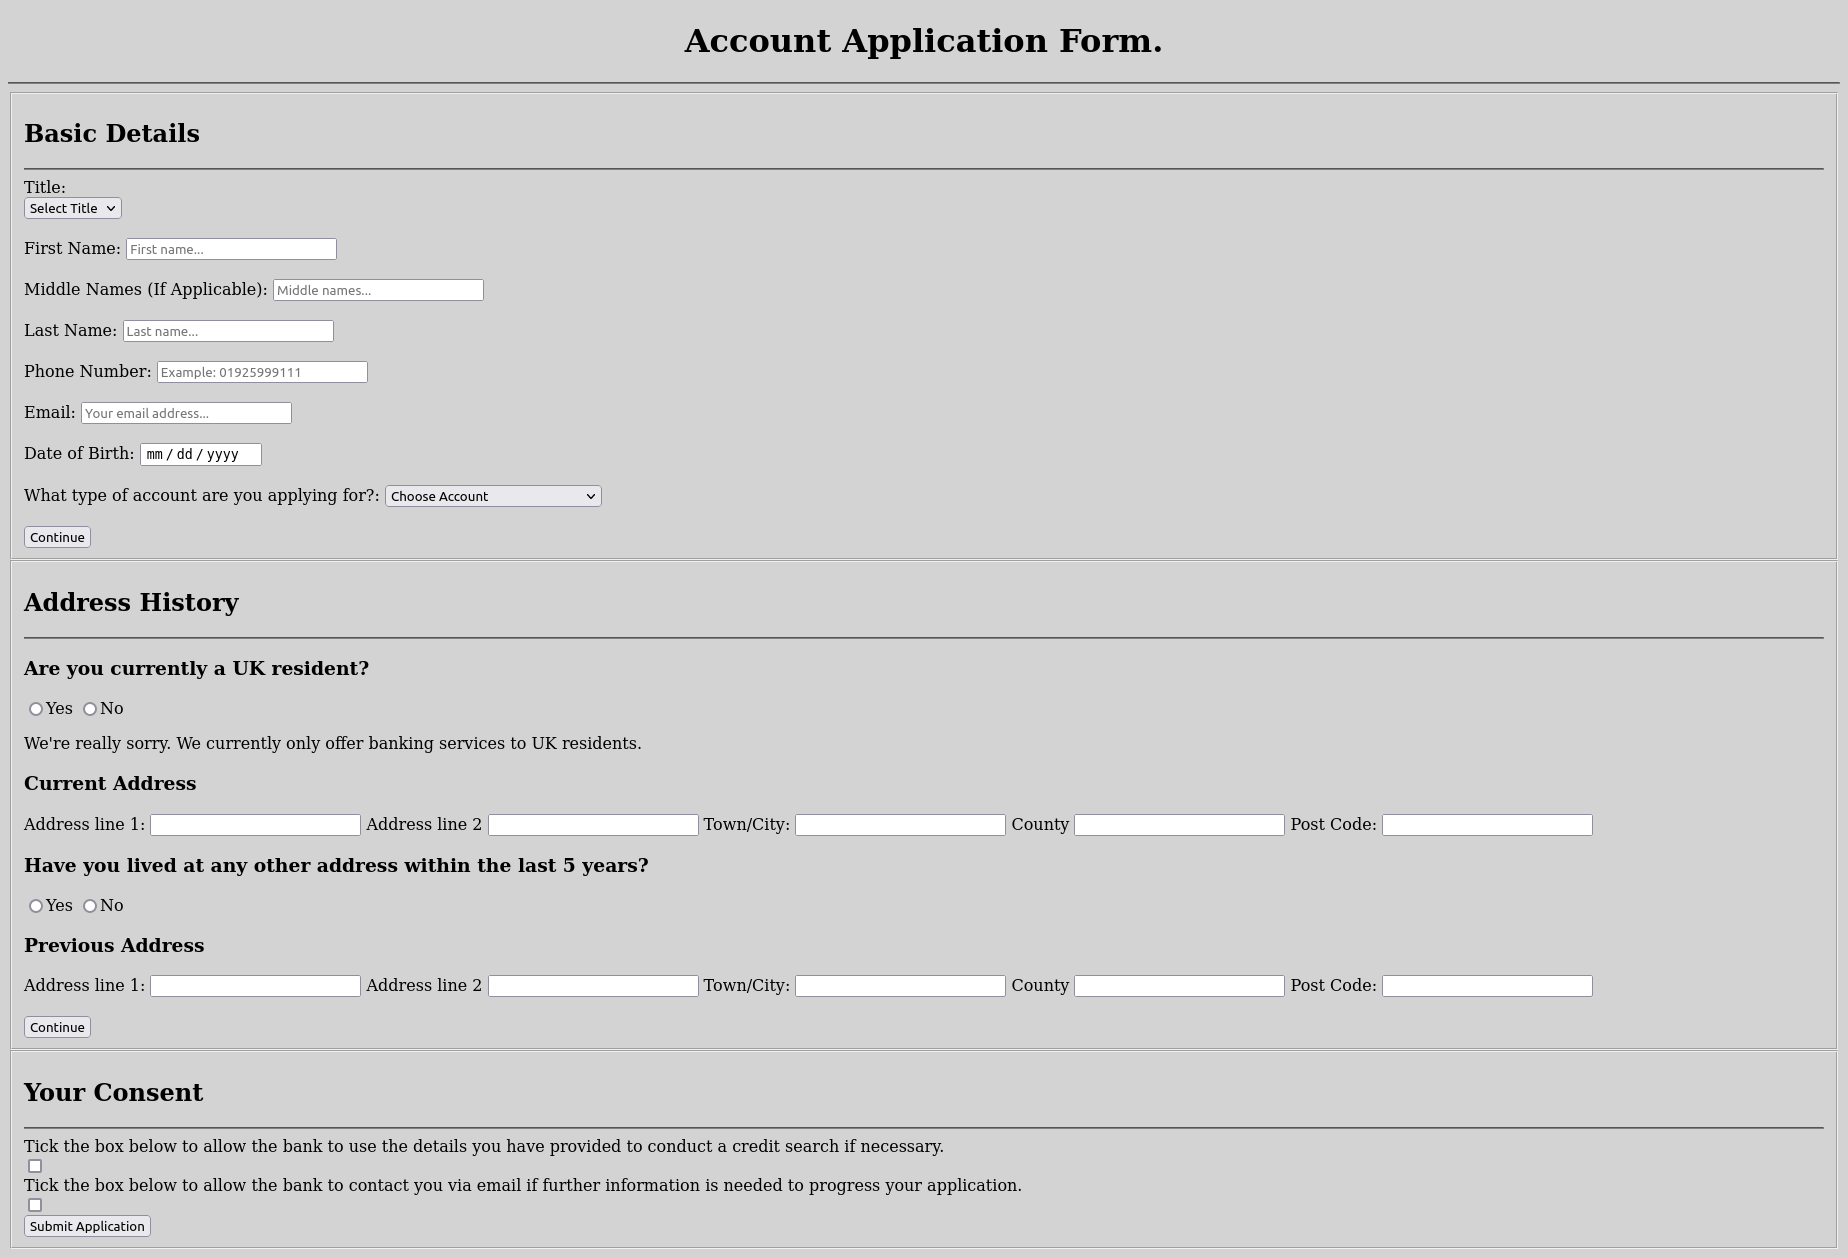 Account Application Form.
Basic Details
Title:
Select Title
First Name: First name...
Middle Names (If Applicable): Middle names...
Last Name: Last name...
Phone Number: Example: 01925999111
Email: Your email address...
Date of Birth: mm / dd / yyyy
What type of account are you applying for?: Choose Account
Continue
Address History
Are you currently a UK resident?
Yes No
We're really sorry. We currently only offer banking services to UK residents.
Current Address
Address line 1: Address line 2 Town/City: County Post Code:
Have you lived at any other address within the last 5 years?
Yes No
Previous Address
Address line 1: Address line 2 Town/City: County Post Code:
Continue
Your Consent
Tick the box below to allow the bank to use the details you have provided to conduct a credit search if necessary.
Tick the box below to allow the bank to contact you via email if further information is needed to progress your application.
Submit Application